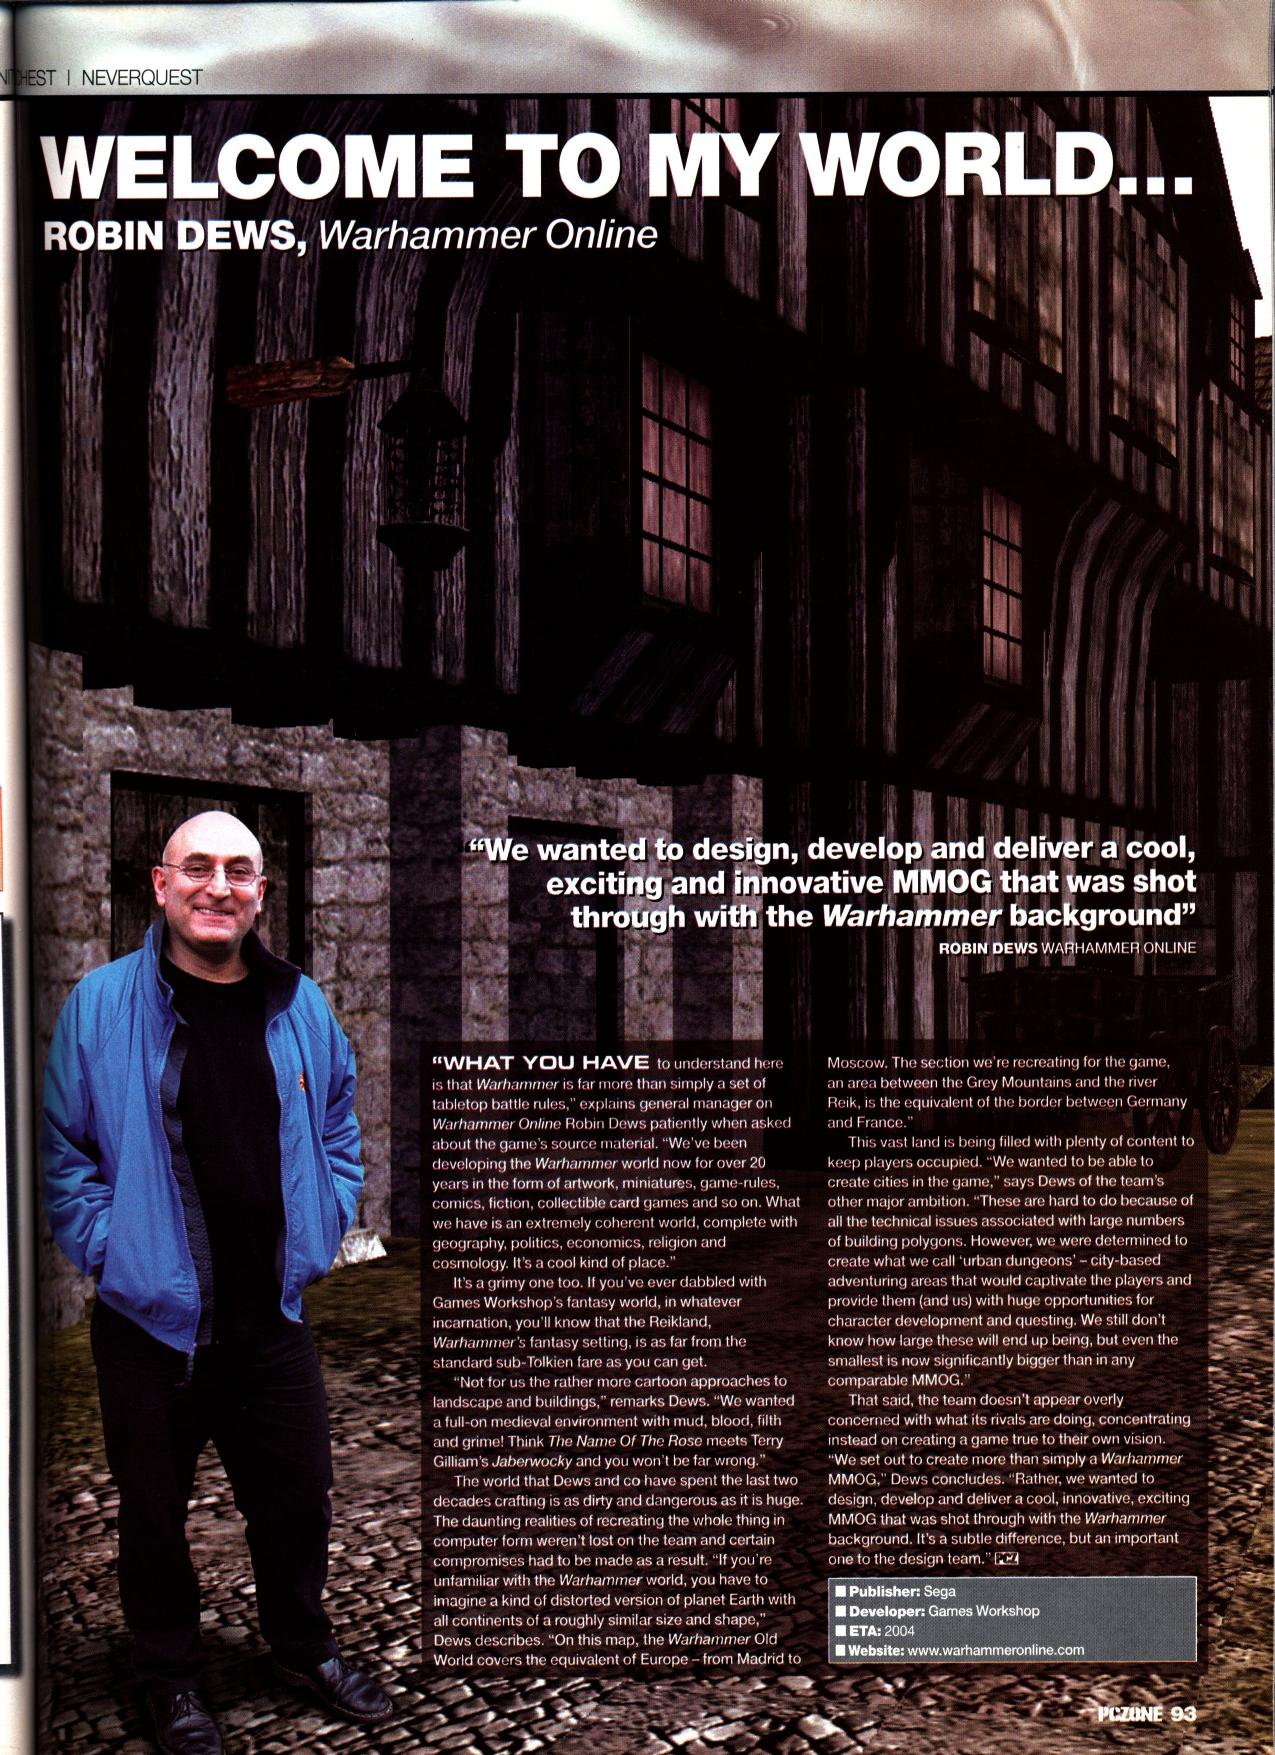 HEST | NEVERQUEST
WELCOME TO MY WORLD...
ROBIN DEWS, Warhammer Online
“We wanted to design, develop and deliver a cool,
exciting and innovative MMOG that was shot
through with the Warhammer background”
ROBIN DEWS WARHAMMER ONLINE
“WHAT YOU HAVE to understand here
is that Warhammer is far more than simply a set of
tabletop battle rules,” explains general manager on
Warhammer Online Robin Dews patiently when asked
about the game’s source material. “We’ve been
developing the Warhammer world now for over 20
years in the form of artwork, miniatures, game-rules,
comics, fiction, collectible card games and so on. What
we have is an extremely coherent world, complete with
geography, politics, economics, religion and
cosmology. It’s a cool kind of place.”
It’s a grimy one too. If you’ve ever dabbled with
Games Workshop’s fantasy world, in whatever
incarnation, you’ll know that the Reikland,
Warhammer’s fantasy setting, is as far from the
standard sub-Tolkien fare as you can get.
“Not for us the rather more cartoon approaches to
landscape and buildings,” remarks Dews. “We wanted
a full-on medieval environment with mud, blood, filth
and grime! Think The Name Of The Rose meets Terry
Gilliam’s Jaberwocky and you won’t be far wrong.”
The world that Dews and co have spent the last two
decades crafting is as dirty and dangerous as it is huge.
The daunting realities of recreating the whole thing in
computer form weren’t lost on the team and certain
compromises had to be made as a result. “If you’re
unfamiliar with the Warhammer world, you have to
imagine a kind of distorted version of planet Earth with
all continents of a roughly similar size and shape,”
Dews describes. “On this map, the Warhammer Old
World covers the equivalent of Europe – from Madrid to
Moscow. The section we’re recreating for the game,
an area between the Grey Mountains and the river
Reik, is the equivalent of the border between Germany
and France.”
This vast land is being filled with plenty of content to
keep players occupied. “We wanted to be able to
create cities in the game,” says Dews of the team’s
other major ambition. “These are hard to do because of
all the technical issues associated with large numbers
of building polygons. However, we were determined to
create what we call ‘urban dungeons’ – city-based
adventuring areas that would captivate the players and
provide them (and us) with huge opportunities for
character development and questing. We still don’t
know how large these will end up being, but even the
smallest is now significantly bigger than in any
comparable MMOG.”
That said, the team doesn’t appear overly
concerned with what its rivals are doing, concentrating
instead on creating a game true to their own vision.
“We set out to create more than simply a Warhammer
MMOG,” Dews concludes. “Rather, we wanted to
design, develop and deliver a cool, innovative, exciting
MMOG that was shot through with the Warhammer
background. It’s a subtle difference, but an important
one to the design team.” PCZ
■ Publisher: Sega
■ Developer: Games Workshop
■ ETA: 2004
■ Website: www.warhammeronline.com
PCZONE 93